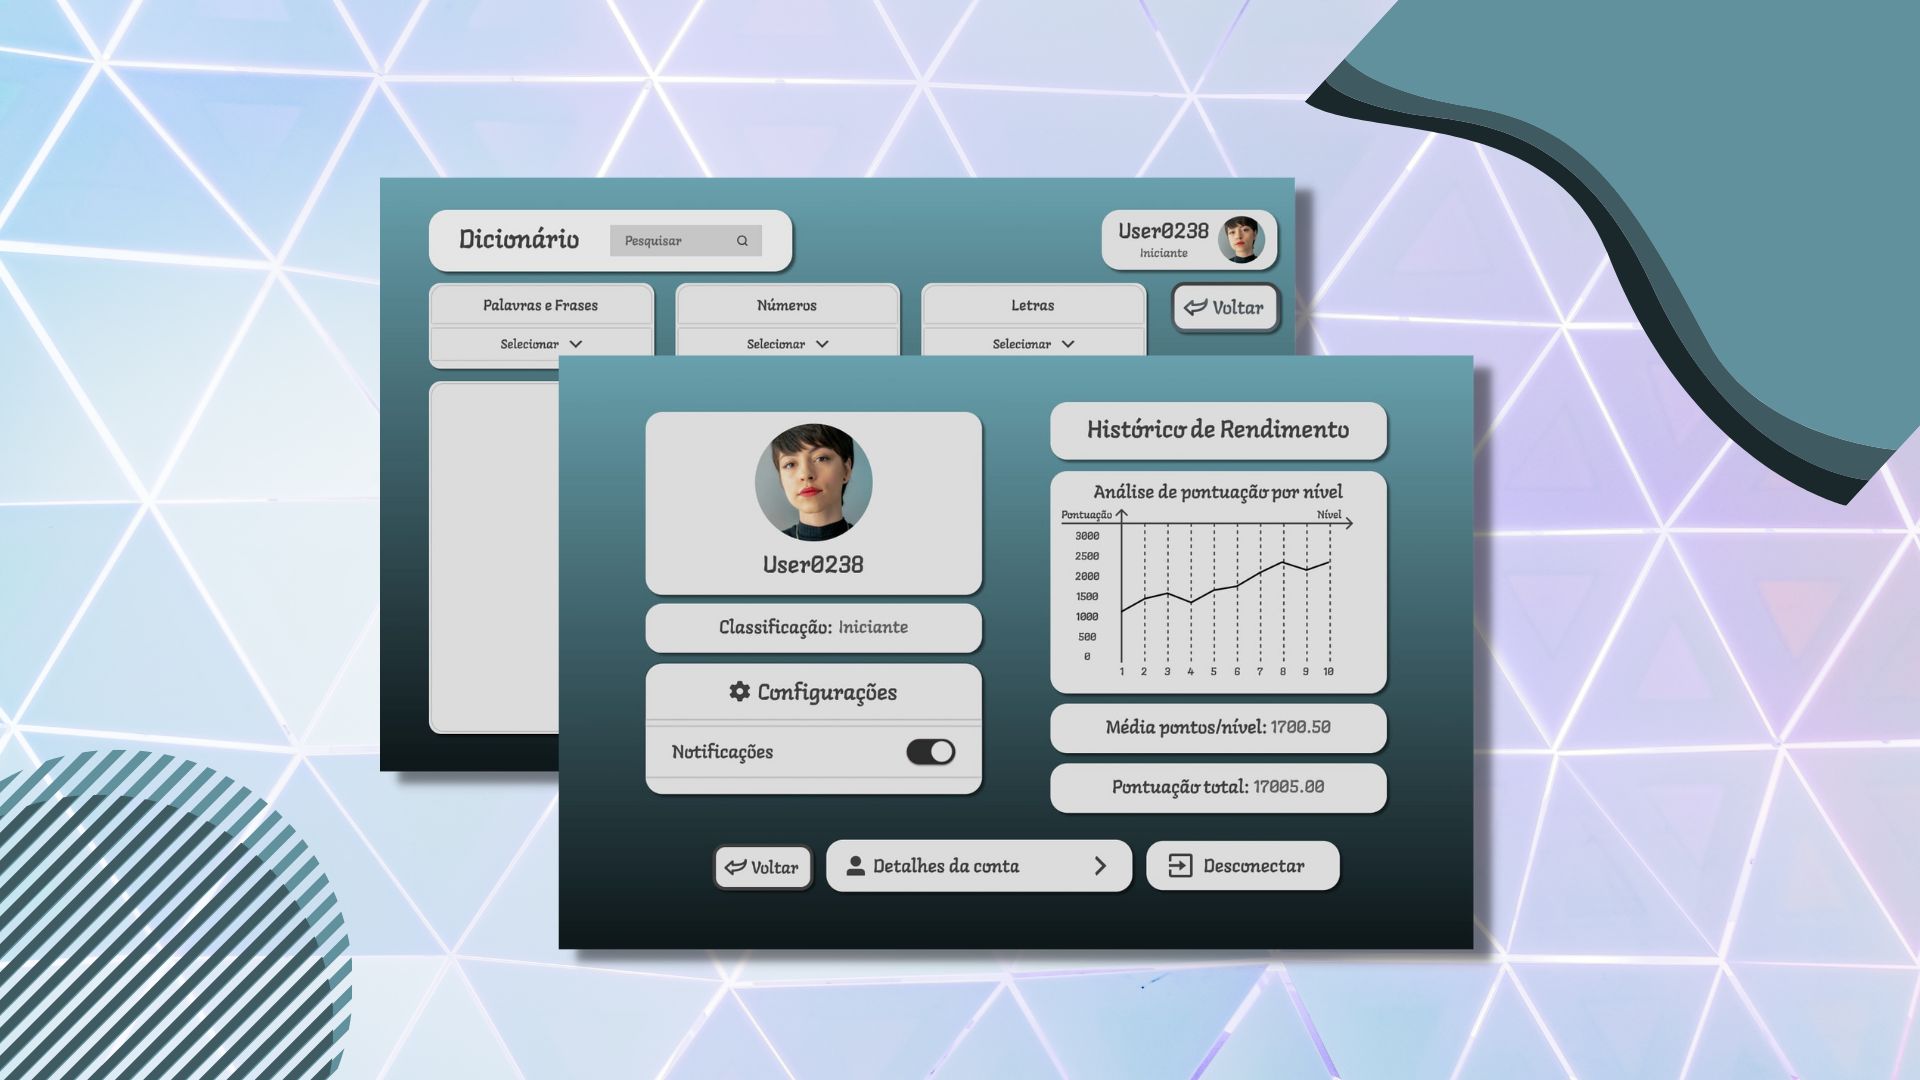 Dicionário
Pesquisar
User0238
Iniciante
Palavras e Frases
Números
Letras
Voltar
Selecionar
Selecionar
Selecionar
User0238
Classificação: Iniciante
Configurações
Notificações
Histórico de Rendimento
Análise de pontuação por nível
Pontuação
Nível
3000
2500
2000
1500
1000
500
0
1 2 3 4 5 6 7 8 9 10
Média pontos/nível: 1700.50
Pontuação total: 17005.00
Voltar
Detalhes da conta
Desconectar